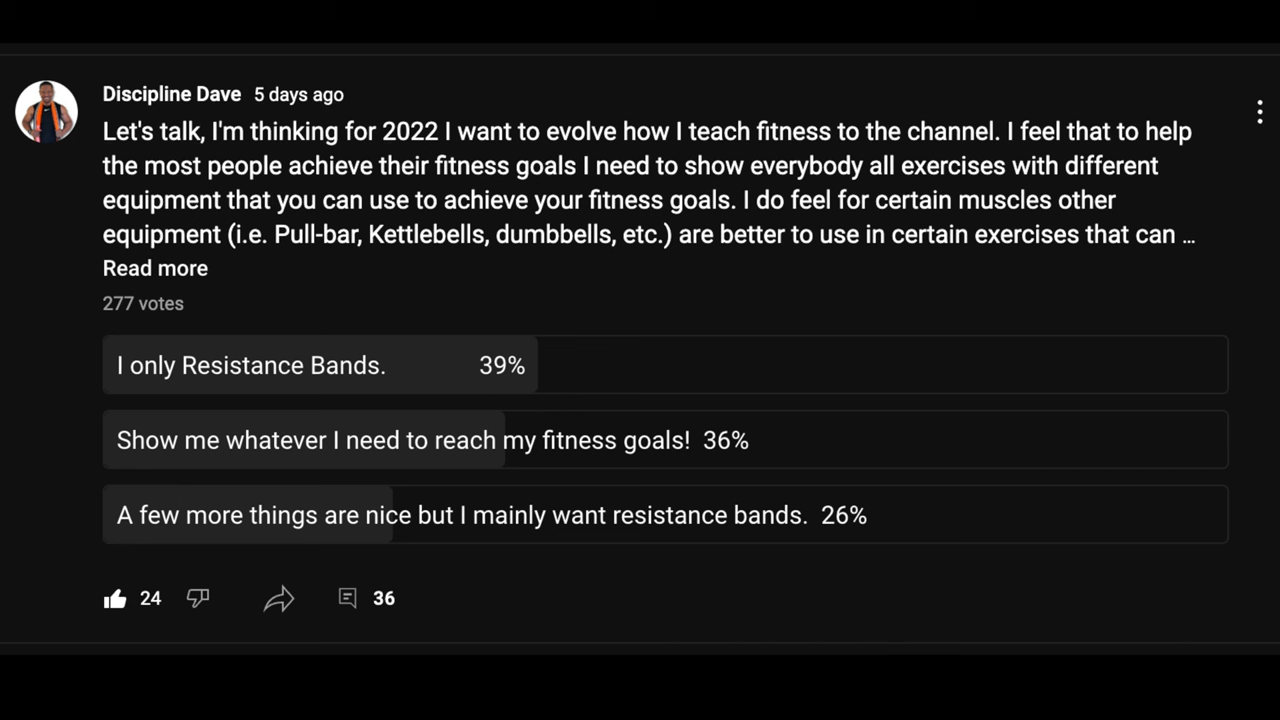 Discipline Dave 5 days ago
Let's talk, I'm thinking for 2022 I want to evolve how I teach fitness to the channel. I feel that to help
the most people achieve their fitness goals I need to show everybody all exercises with different
equipment that you can use to achieve your fitness goals. I do feel for certain muscles other
equipment (i.e. Pull-bar, Kettlebells, dumbbells, etc.) are better to use in certain exercises that can ...
Read more
277 votes
I only Resistance Bands. 39%
Show me whatever I need to reach my fitness goals! 36%
A few more things are nice but I mainly want resistance bands. 26%
24 36